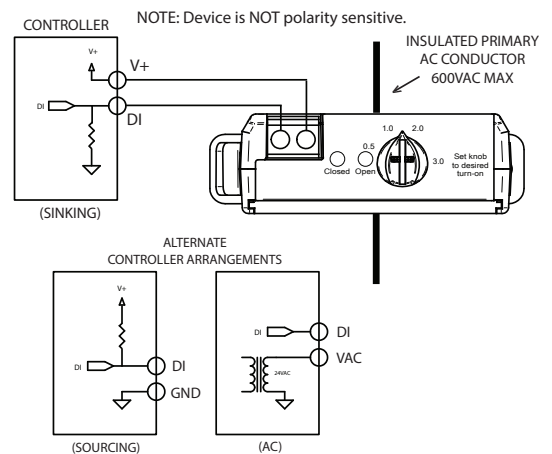 NOTE: Device is NOT polarity sensitive.
CONTROLLER
V+
V+
DI
DI
(SINKING)
INSULATED PRIMARY
AC CONDUCTOR
600VAC MAX
0.5
1.0
2.0
3.0
Closed
Open
Set knob
to desired
turn-on
ALTERNATE
CONTROLLER ARRANGEMENTS
V+
DI
DI
GND
(SOURCING)
DI
DI
VAC
24VAC
(AC)